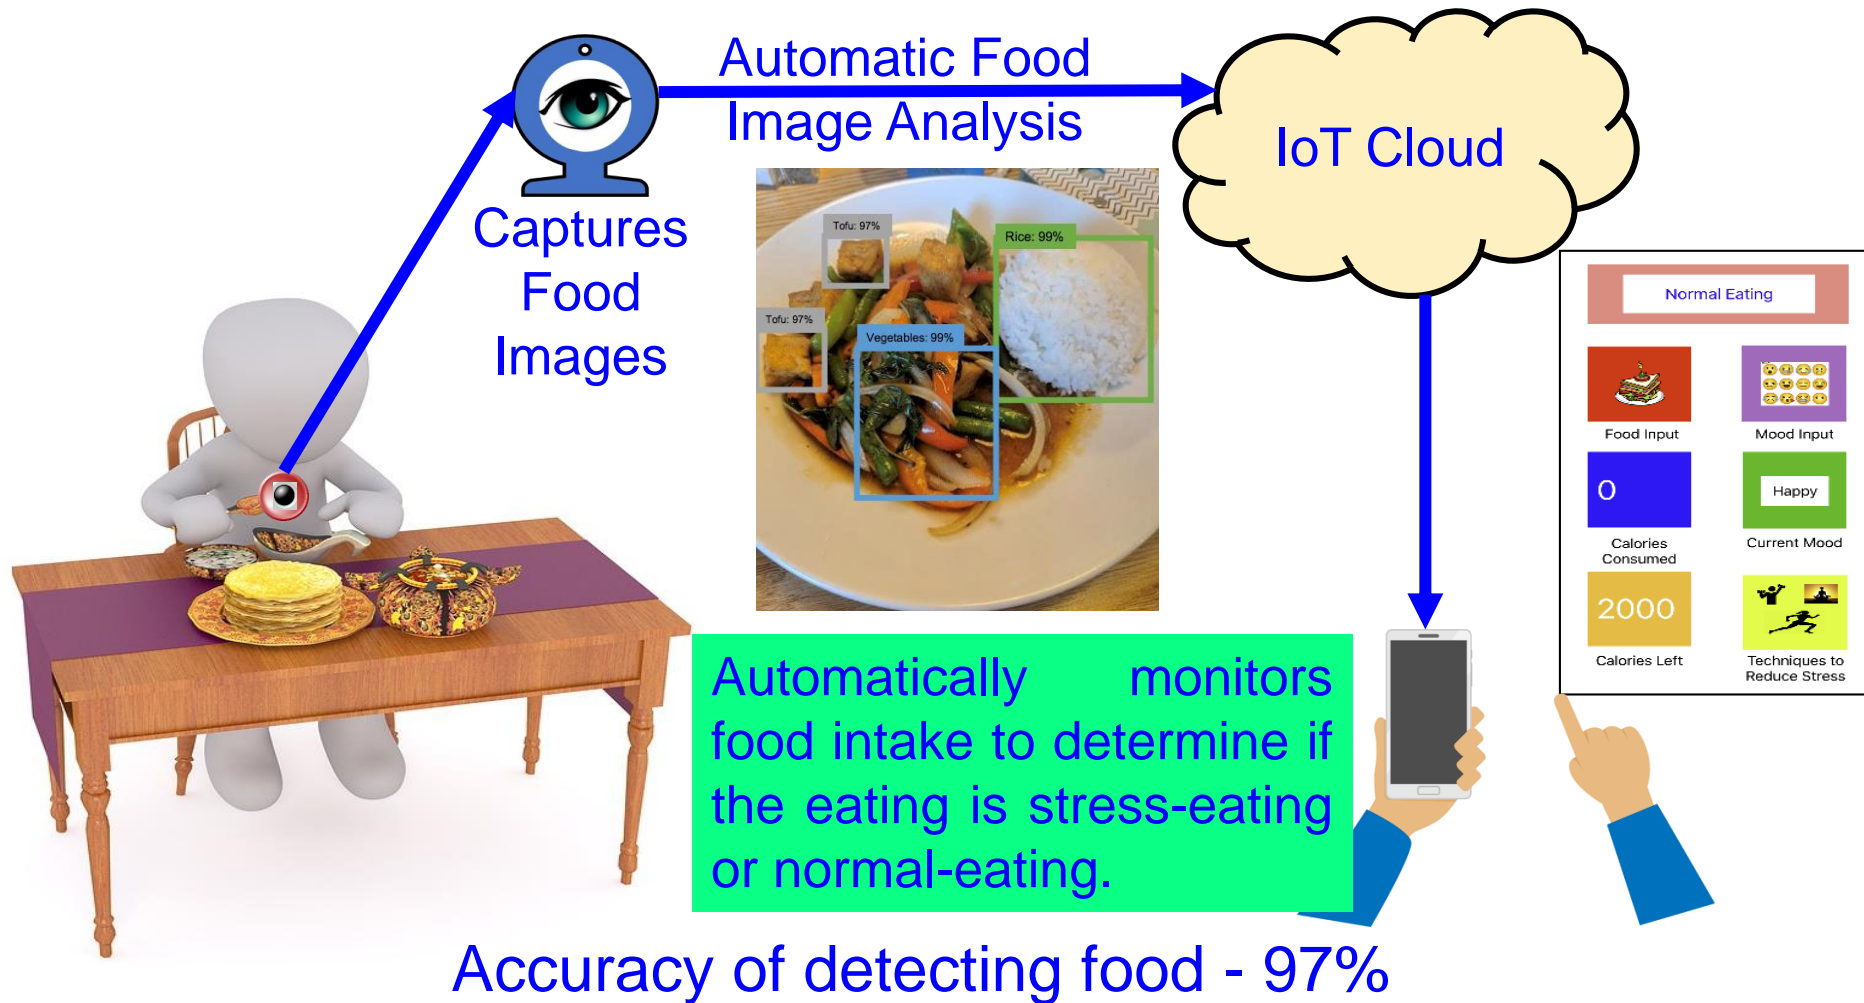 Automatic Food
Image Analysis
IoT Cloud
Captures
Food
Images
Tofu: 97%
Rice: 99%
Tofu: 97%
Vegetables: 99%
Normal Eating
Food Input
Mood Input
0
Happy
Calories
Consumed
Current Mood
2000
Calories Left
Techniques to
Reduce Stress
Automatically monitors
food intake to determine if
the eating is stress-eating
or normal-eating.
Accuracy of detecting food - 97%